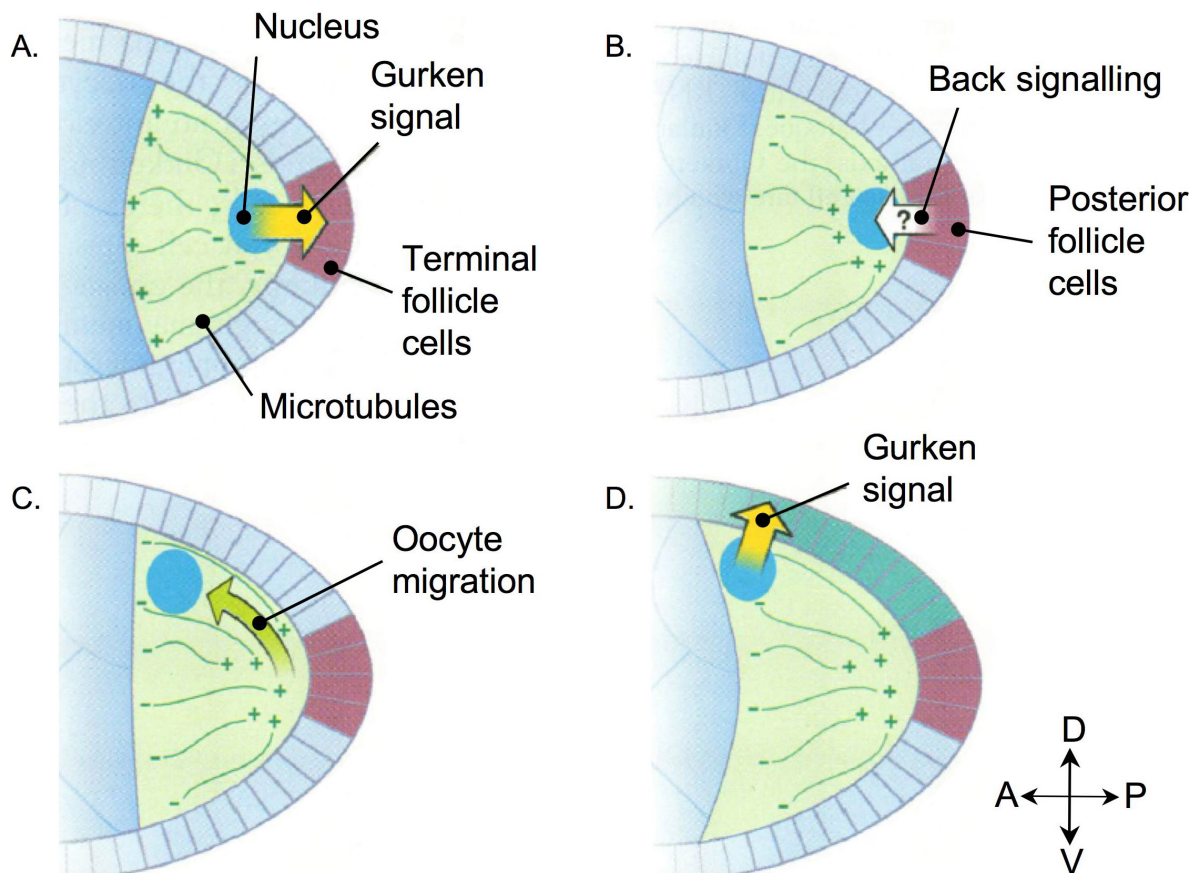 A.
Nucleus
Gurken
signal
Terminal
follicle
cells
Microtubules
B.
Back signalling
?
Posterior
follicle
cells
C.
Oocyte
migration
D.
Gurken
signal
D
A P
V